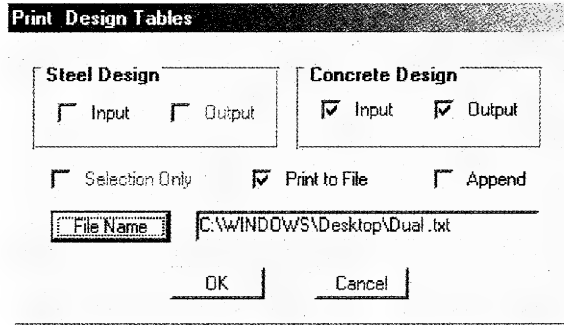 Print Design Tables
Steel Design Concrete Design
Input Output Input Output
Selection Only Print to File Append
File Name C:\WINDOWS\Desktop\Dual.txt
OK Cancel